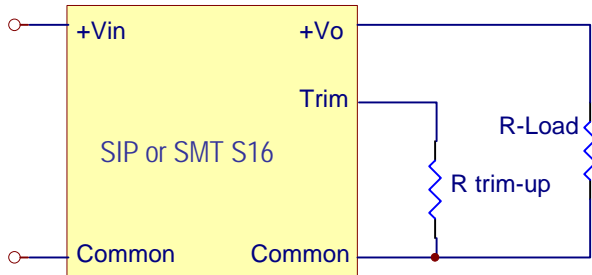 +Vin
+Vo
Trim
R-Load
SIP or SMT S16
R trim-up
Common
Common